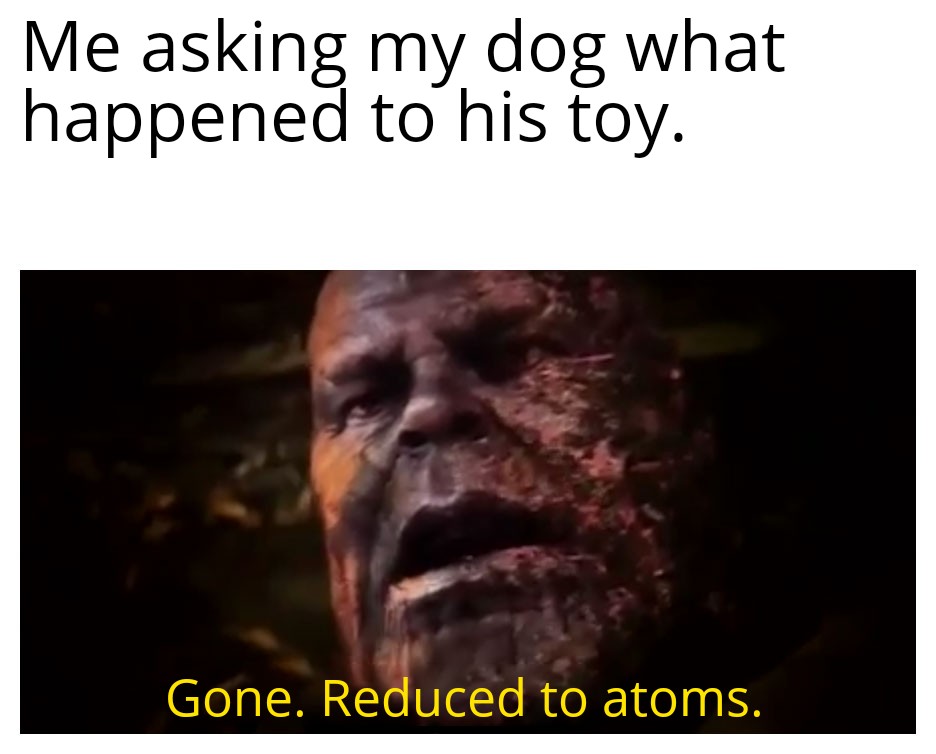 Me asking my dog what
happened to his toy.
Gone. Reduced to atoms.